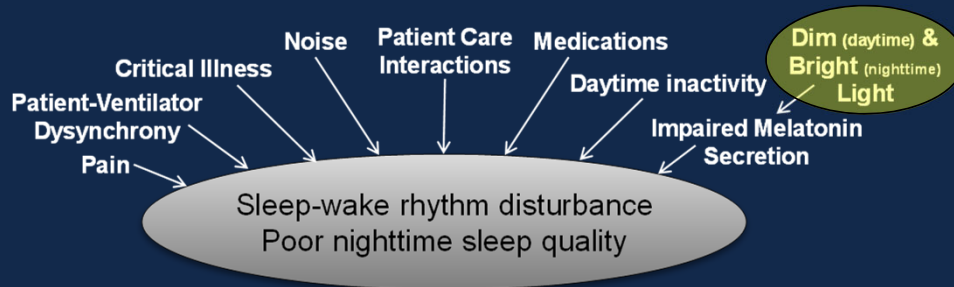 Pain
Patient-Ventilator
Dysynchrony
Critical Illness
Noise
Patient Care
Interactions
Medications
Daytime inactivity
Dim (daytime) &
Bright (nighttime)
Light
Impaired Melatonin
Secretion
Sleep-wake rhythm disturbance
Poor nighttime sleep quality